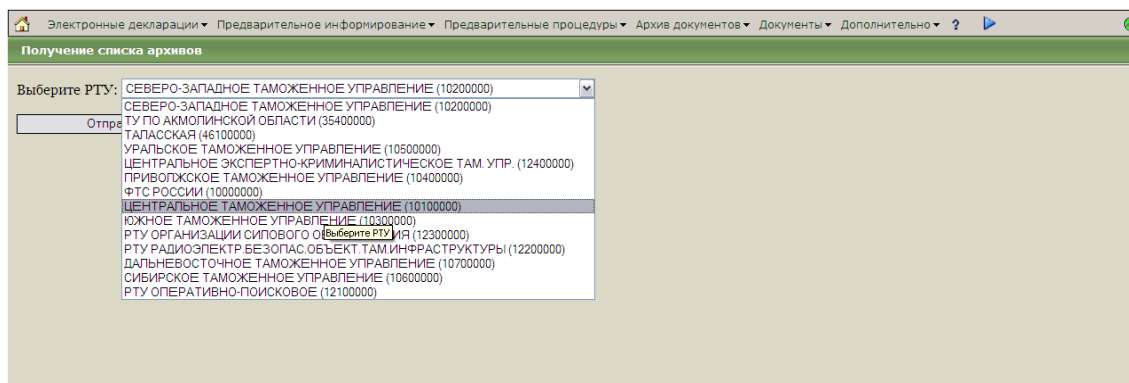 Электронные декларации Предварительное информирование Предварительные процедуры Архив документов Документы Дополнительно ?
Получение списка архивов
Выберите РТУ: СЕВЕРО-ЗАПАДНОЕ ТАМОЖЕННОЕ УПРАВЛЕНИЕ (10200000)
СЕВЕРО-ЗАПАДНОЕ ТАМОЖЕННОЕ УПРАВЛЕНИЕ (10200000)
Отпра ТУ ПО АКМОЛИНСКОЙ ОБЛАСТИ (35400000)
ТАЛАССКАЯ (46100000)
УРАЛЬСКОЕ ТАМОЖЕННОЕ УПРАВЛЕНИЕ (10500000)
ЦЕНТРАЛЬНОЕ ЭКСПЕРТНО-КРИМИНАЛИСТИЧЕСКОЕ ТАМ. УПР. (12400000)
ПРИВОЛЖСКОЕ ТАМОЖЕННОЕ УПРАВЛЕНИЕ (10400000)
ФТС РОССИИ (10000000)
ЦЕНТРАЛЬНОЕ ТАМОЖЕННОЕ УПРАВЛЕНИЕ (10100000)
ЮЖНОЕ ТАМОЖЕННОЕ УПРАВЛЕНИЕ (10300000)
РТУ ОРГАНИЗАЦИИ СИЛОВОГО ОБ Выберите РТУ ИЯ (12300000)
РТУ РАДИОЭЛЕКТР.БЕЗОПАС.ОБЪЕКТ.ТАМ.ИНФРАСТРУКТУРЫ (12200000)
ДАЛЬНЕВОСТОЧНОЕ ТАМОЖЕННОЕ УПРАВЛЕНИЕ (10700000)
СИБИРСКОЕ ТАМОЖЕННОЕ УПРАВЛЕНИЕ (10600000)
РТУ ОПЕРАТИВНО-ПОИСКОВОЕ (12100000)